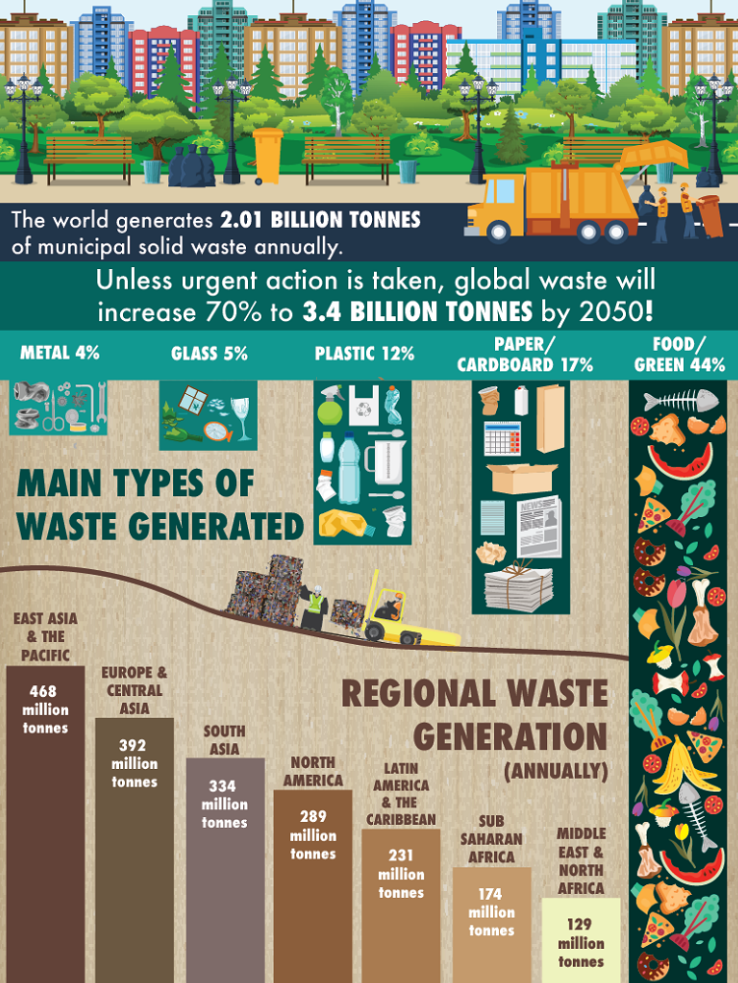 The world generates 2.01 BILLION TONNES
of municipal solid waste annually.
Unless urgent action is taken, global waste will
increase 70% to 3.4 BILLION TONNES by 2050!
METAL 4%
GLASS 5%
PLASTIC 12%
PAPER/
CARDBOARD 17%
FOOD/
GREEN 44%
NEWS
MAIN TYPES OF
WASTE GENERATED
REGIONAL WASTE
GENERATION
(ANNUALLY)
EAST ASIA
& THE
PACIFIC
468
million
tonnes
EUROPE &
CENTRAL
ASIA
392
million
tonnes
SOUTH
ASIA
334
million
tonnes
NORTH
AMERICA
289
million
tonnes
LATIN
AMERICA
& THE
CARIBBEAN
231
million
tonnes
SUB
SAHARAN
AFRICA
174
million
tonnes
MIDDLE
EAST &
NORTH
AFRICA
129
million
tonnes